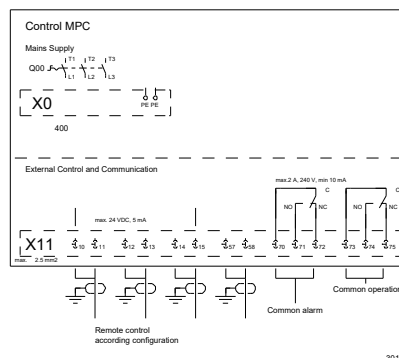 Control MPC
Mains Supply
T1 T2 T3
Q00
L1 L2 L3
X0
PE PE
400
External Control and Communication
max.2 A, 240 V, min 10 mA
C C
NO NC NO NC
max. 24 VDC, 5 mA
X11
10 11 12 13 14 15 57 58 70 71 72 73 74 75
max. 2.5 mm2
Common operation
Common alarm
Remote control
according configuration